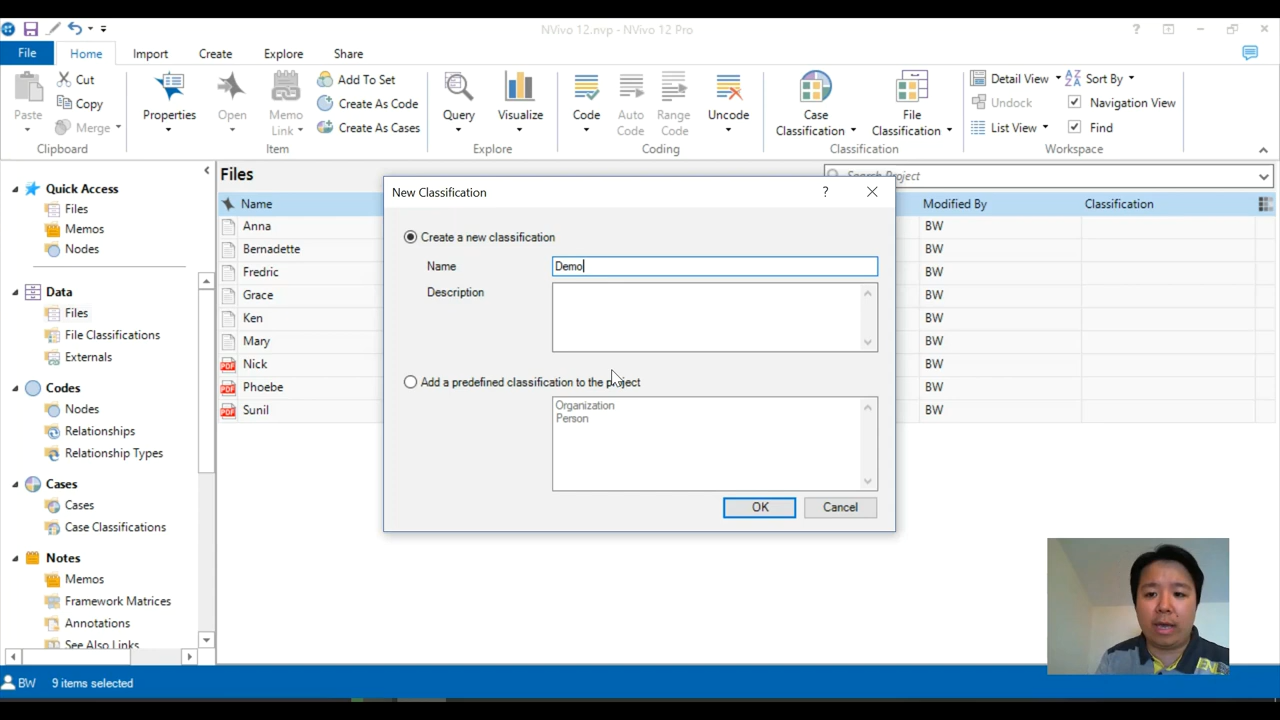 NVivo 12.nvp - NVivo 12 Pro
File Home Import Create Explore Share
Paste
Cut
Copy
Merge
Clipboard
Properties
Open
Memo Link
Add To Set
Create As Code
Create As Cases
Item
Query
Visualize
Explore
Code
Auto Code
Range Code
Uncode
Coding
Case Classification
File Classification
Classification
Detail View
Sort By
Undock
Navigation View
List View
Find
Workspace
Quick Access
Files
Memos
Nodes
Data
Files
File Classifications
Externals
Codes
Nodes
Relationships
Relationship Types
Cases
Cases
Case Classifications
Notes
Memos
Framework Matrices
Annotations
See Also Links
Files
Search Project
Name Modified By Classification
Anna BW
Bernadette BW
Fredric BW
Grace BW
Ken BW
Mary BW
Nick BW
Phoebe BW
Sunil BW
New Classification
?
Create a new classification
Name Demo
Description
Add a predefined classification to the project
Organization
Person
OK Cancel
BW 9 items selected